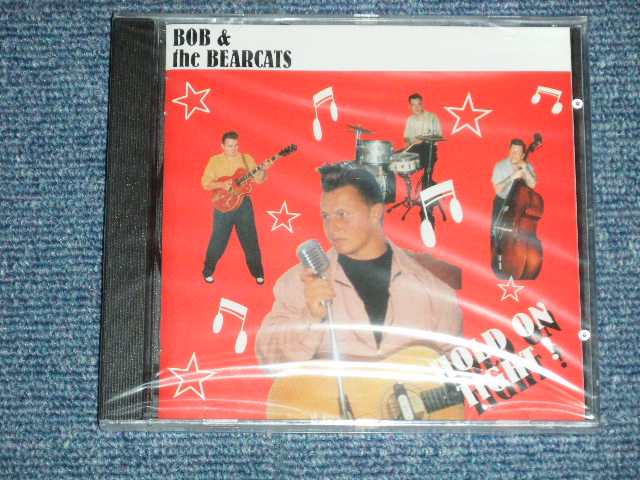 BOB &
the BEARCATS
HOLD ON
TIGHT!